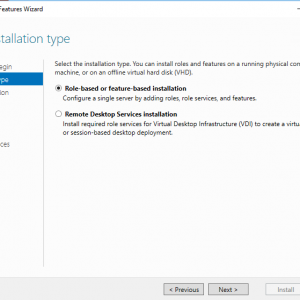 Features Wizard
stallation type
Select the installation type. You can install roles and features on a running physical con
machine, or on an offline virtual hard disk (VHD).
egin
ype
Role-based or feature-based installation
Configure a single server by adding roles, role services, and features.
ion
Remote Desktop Services installation
Install required role services for Virtual Desktop Infrastructure (VDI) to create a virtua
or session-based desktop deployment.
ces
< Previous
Next >
Install